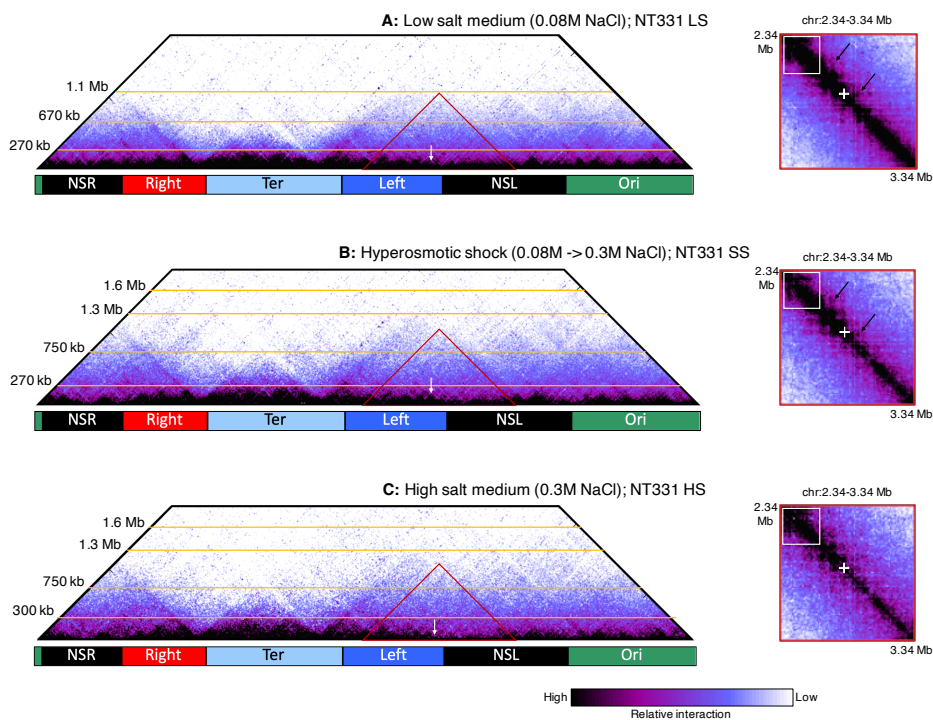 A: Low salt medium (0.08M NaCl); NT331 LS
chr:2.34-3.34 Mb
2.34
Mb
1.1 Mb
670 kb
270 kb
3.34 Mb
NSR Right Ter Left NSL Ori
B: Hyperosmotic shock (0.08M -> 0.3M NaCl); NT331 SS
chr:2.34-3.34 Mb
2.34
Mb
1.6 Mb
1.3 Mb
750 kb
270 kb
3.34 Mb
NSR Right Ter Left NSL Ori
C: High salt medium (0.3M NaCl); NT331 HS
chr:2.34-3.34 Mb
2.34
Mb
1.6 Mb
1.3 Mb
750 kb
300 kb
3.34 Mb
NSR Right Ter Left NSL Ori
High Low
Relative interaction